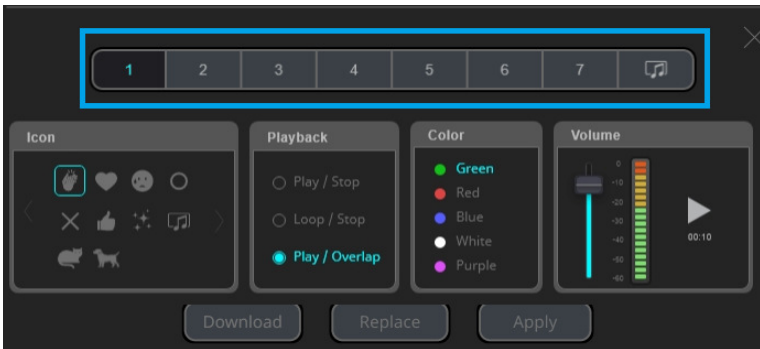 1 2 3 4 5 6 7
Icon
Playback
Play / Stop
Loop / Stop
Play / Overlap
Color
Green
Red
Blue
White
Purple
Volume
0
-10
-20
-30
-40
-50
-60
00:10
Download Replace Apply